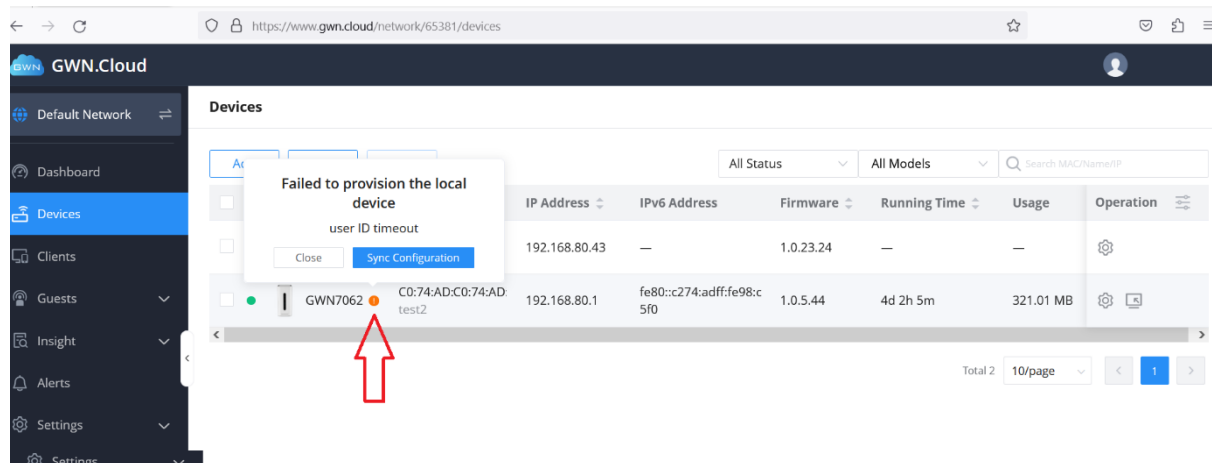 https://www.gwn.cloud/network/65381/devices
GWN
GWN.Cloud
Default Network
Devices
Dashboard
Devices
Clients
Guests
Insight
Alerts
Settings
Settings
All Status
All Models
Search MAC/Name/IP
Failed to provision the local
device
user ID timeout
Close
Sync Configuration
IP Address
IPv6 Address
Firmware
Running Time
Usage
Operation
192.168.80.43
—
1.0.23.24
—
—
GWN7062
C0:74:AD:C0:74:AD:
test2
192.168.80.1
fe80::c274:adff:fe98:c
5f0
1.0.5.44
4d 2h 5m
321.01 MB
Total 2
10/page
1